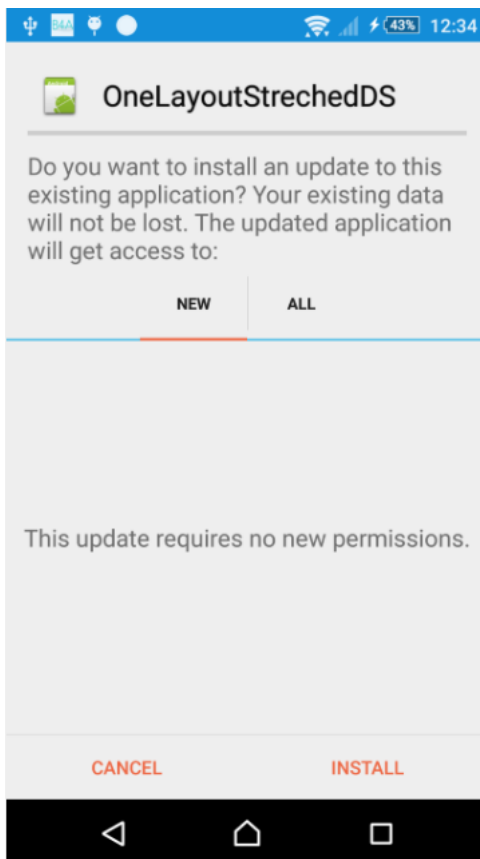 B4A 43% 12:34
OneLayoutStrechedDS
Do you want to install an update to this
existing application? Your existing data
will not be lost. The updated application
will get access to:
NEW ALL
This update requires no new permissions.
CANCEL INSTALL